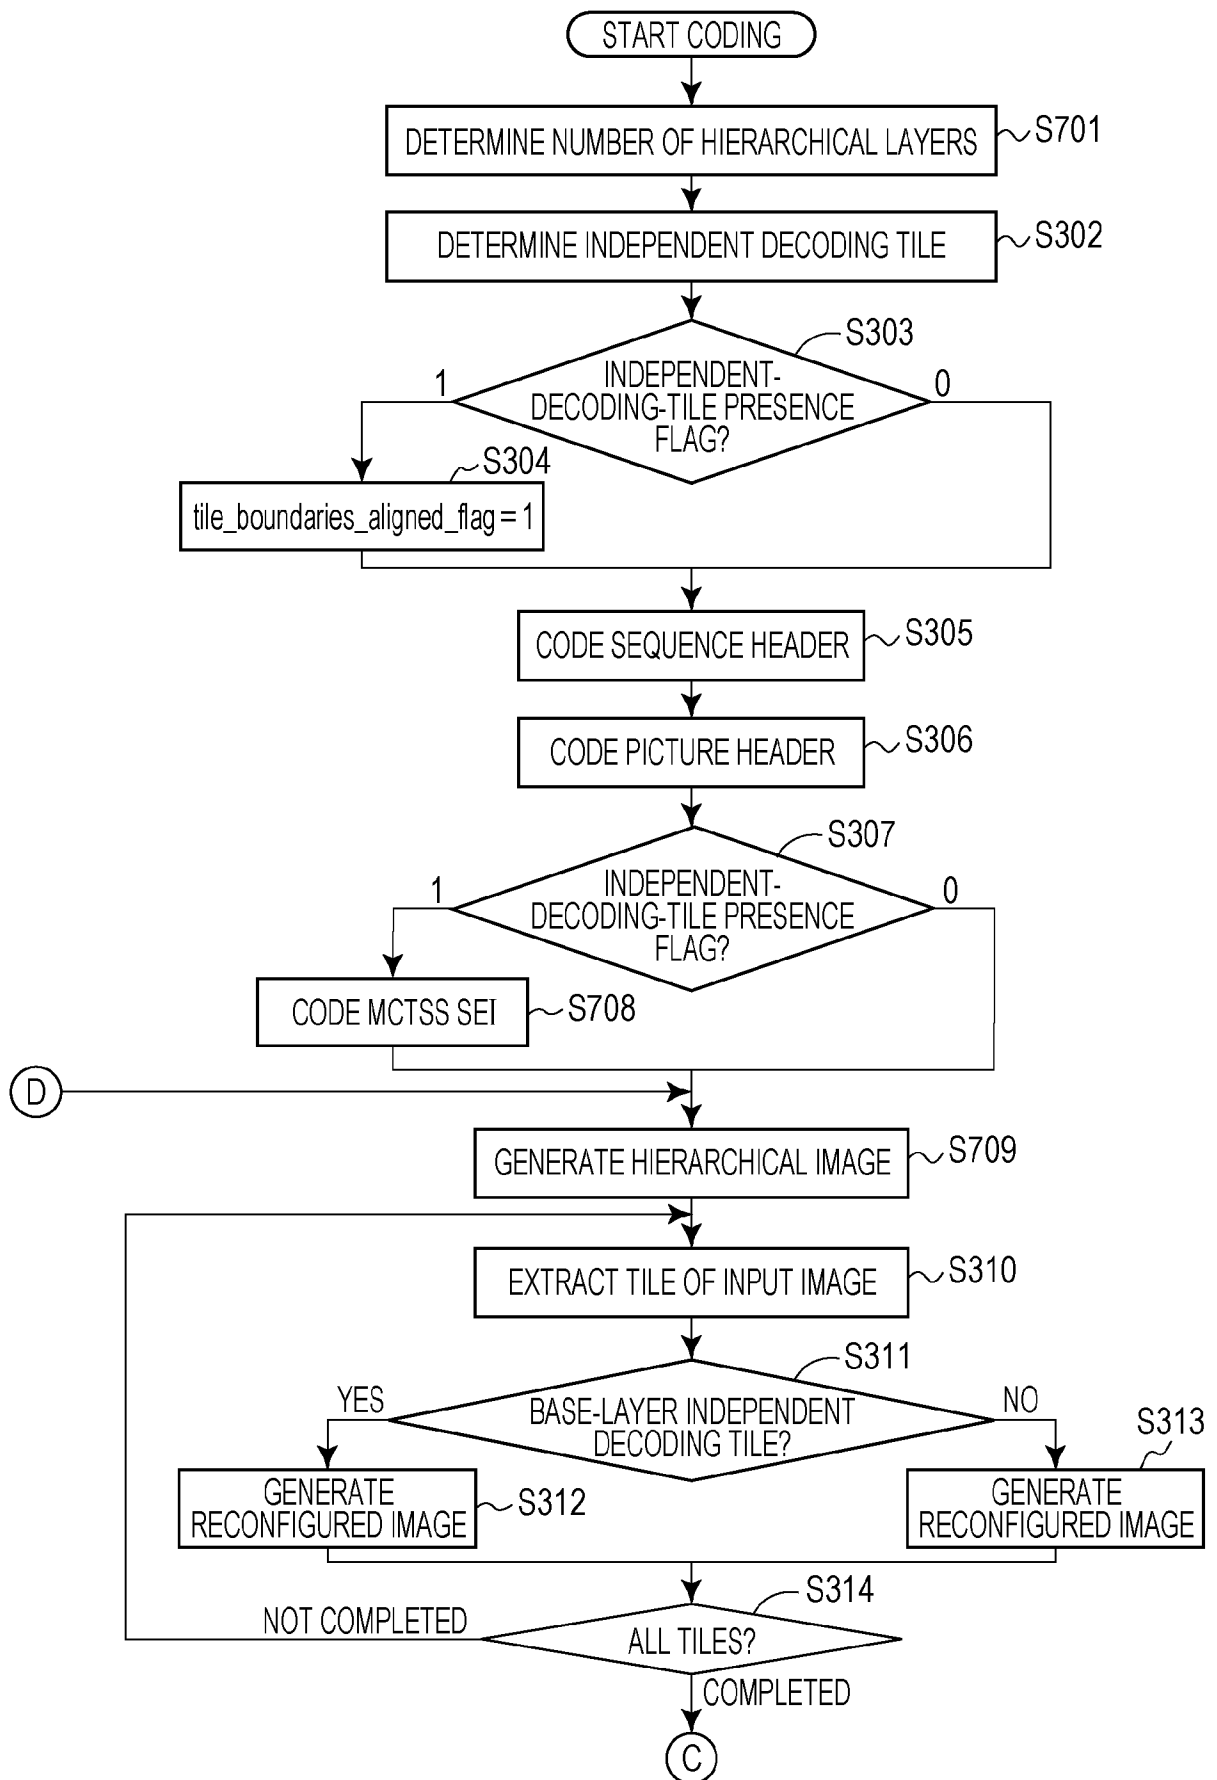 START CODING
DETERMINE NUMBER OF HIERARCHICAL LAYERS
S701
DETERMINE INDEPENDENT DECODING TILE
S302
S303
INDEPENDENT-
DECODING-TILE PRESENCE
FLAG?
1
0
S304
tile_boundaries_aligned_flag = 1
CODE SEQUENCE HEADER
S305
CODE PICTURE HEADER
S306
S307
INDEPENDENT-
DECODING-TILE PRESENCE
FLAG?
1
0
CODE MCTSS SEI
S708
D
GENERATE HIERARCHICAL IMAGE
S709
EXTRACT TILE OF INPUT IMAGE
S310
S311
YES
BASE-LAYER INDEPENDENT
DECODING TILE?
NO
S313
GENERATE
RECONFIGURED IMAGE
S312
GENERATE
RECONFIGURED IMAGE
S314
NOT COMPLETED
ALL TILES?
COMPLETED
C